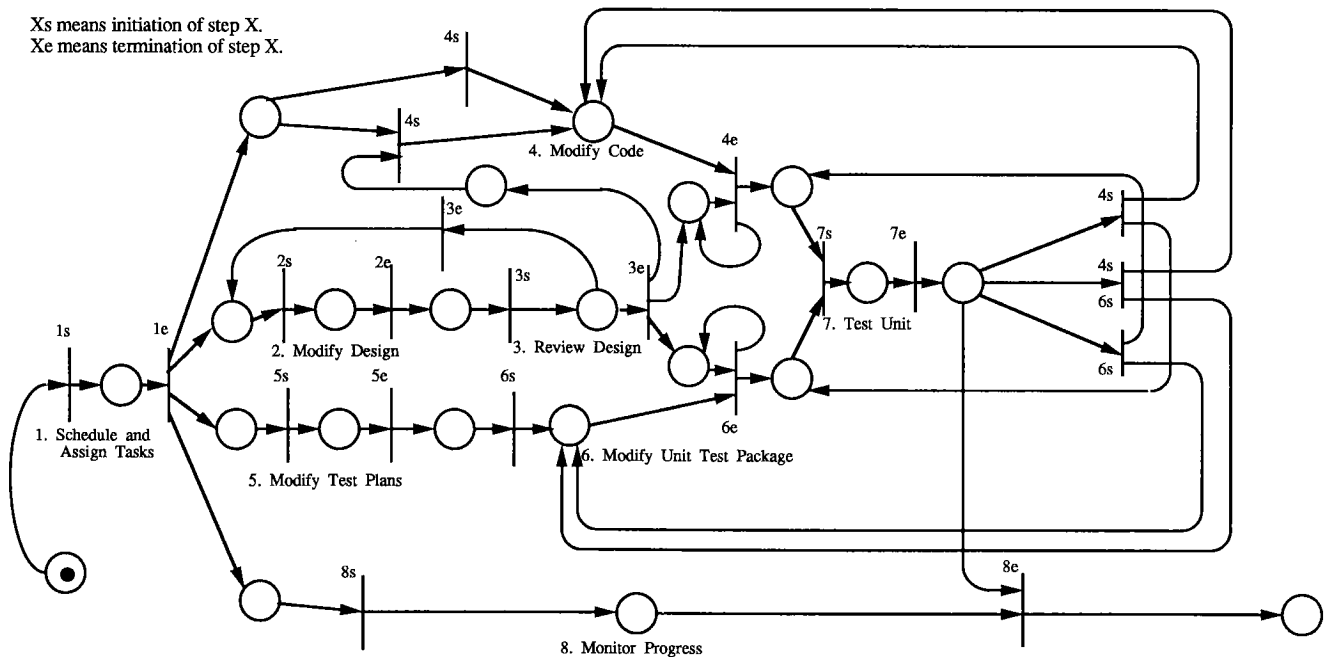 Xs means initiation of step X.
Xe means termination of step X.
4s
4s
4. Modify Code
4e
3e
4s
7s
7e
2s
2e
3s
3e
4s
6s
1s
1e
2. Modify Design
3. Review Design
7. Test Unit
5s
5e
6s
6s
1. Schedule and
Assign Tasks
6e
5. Modify Test Plans
6. Modify Unit Test Package
8s
8e
8. Monitor Progress